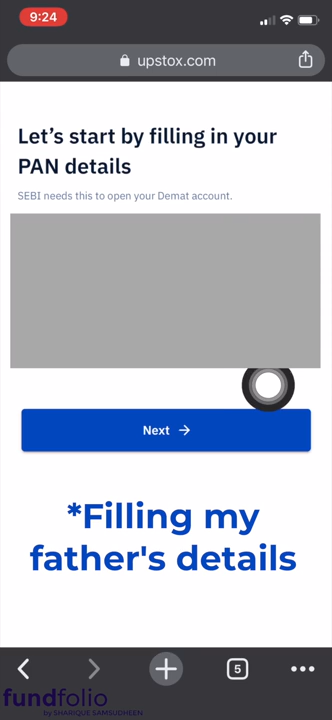 9:24
upstox.com
Let's start by filling in your
PAN details
SEBI needs this to open your Demat account.
Next
*Filling my
father's details
5
fundfolio
by SHARIQUE SAMSUDHEEN